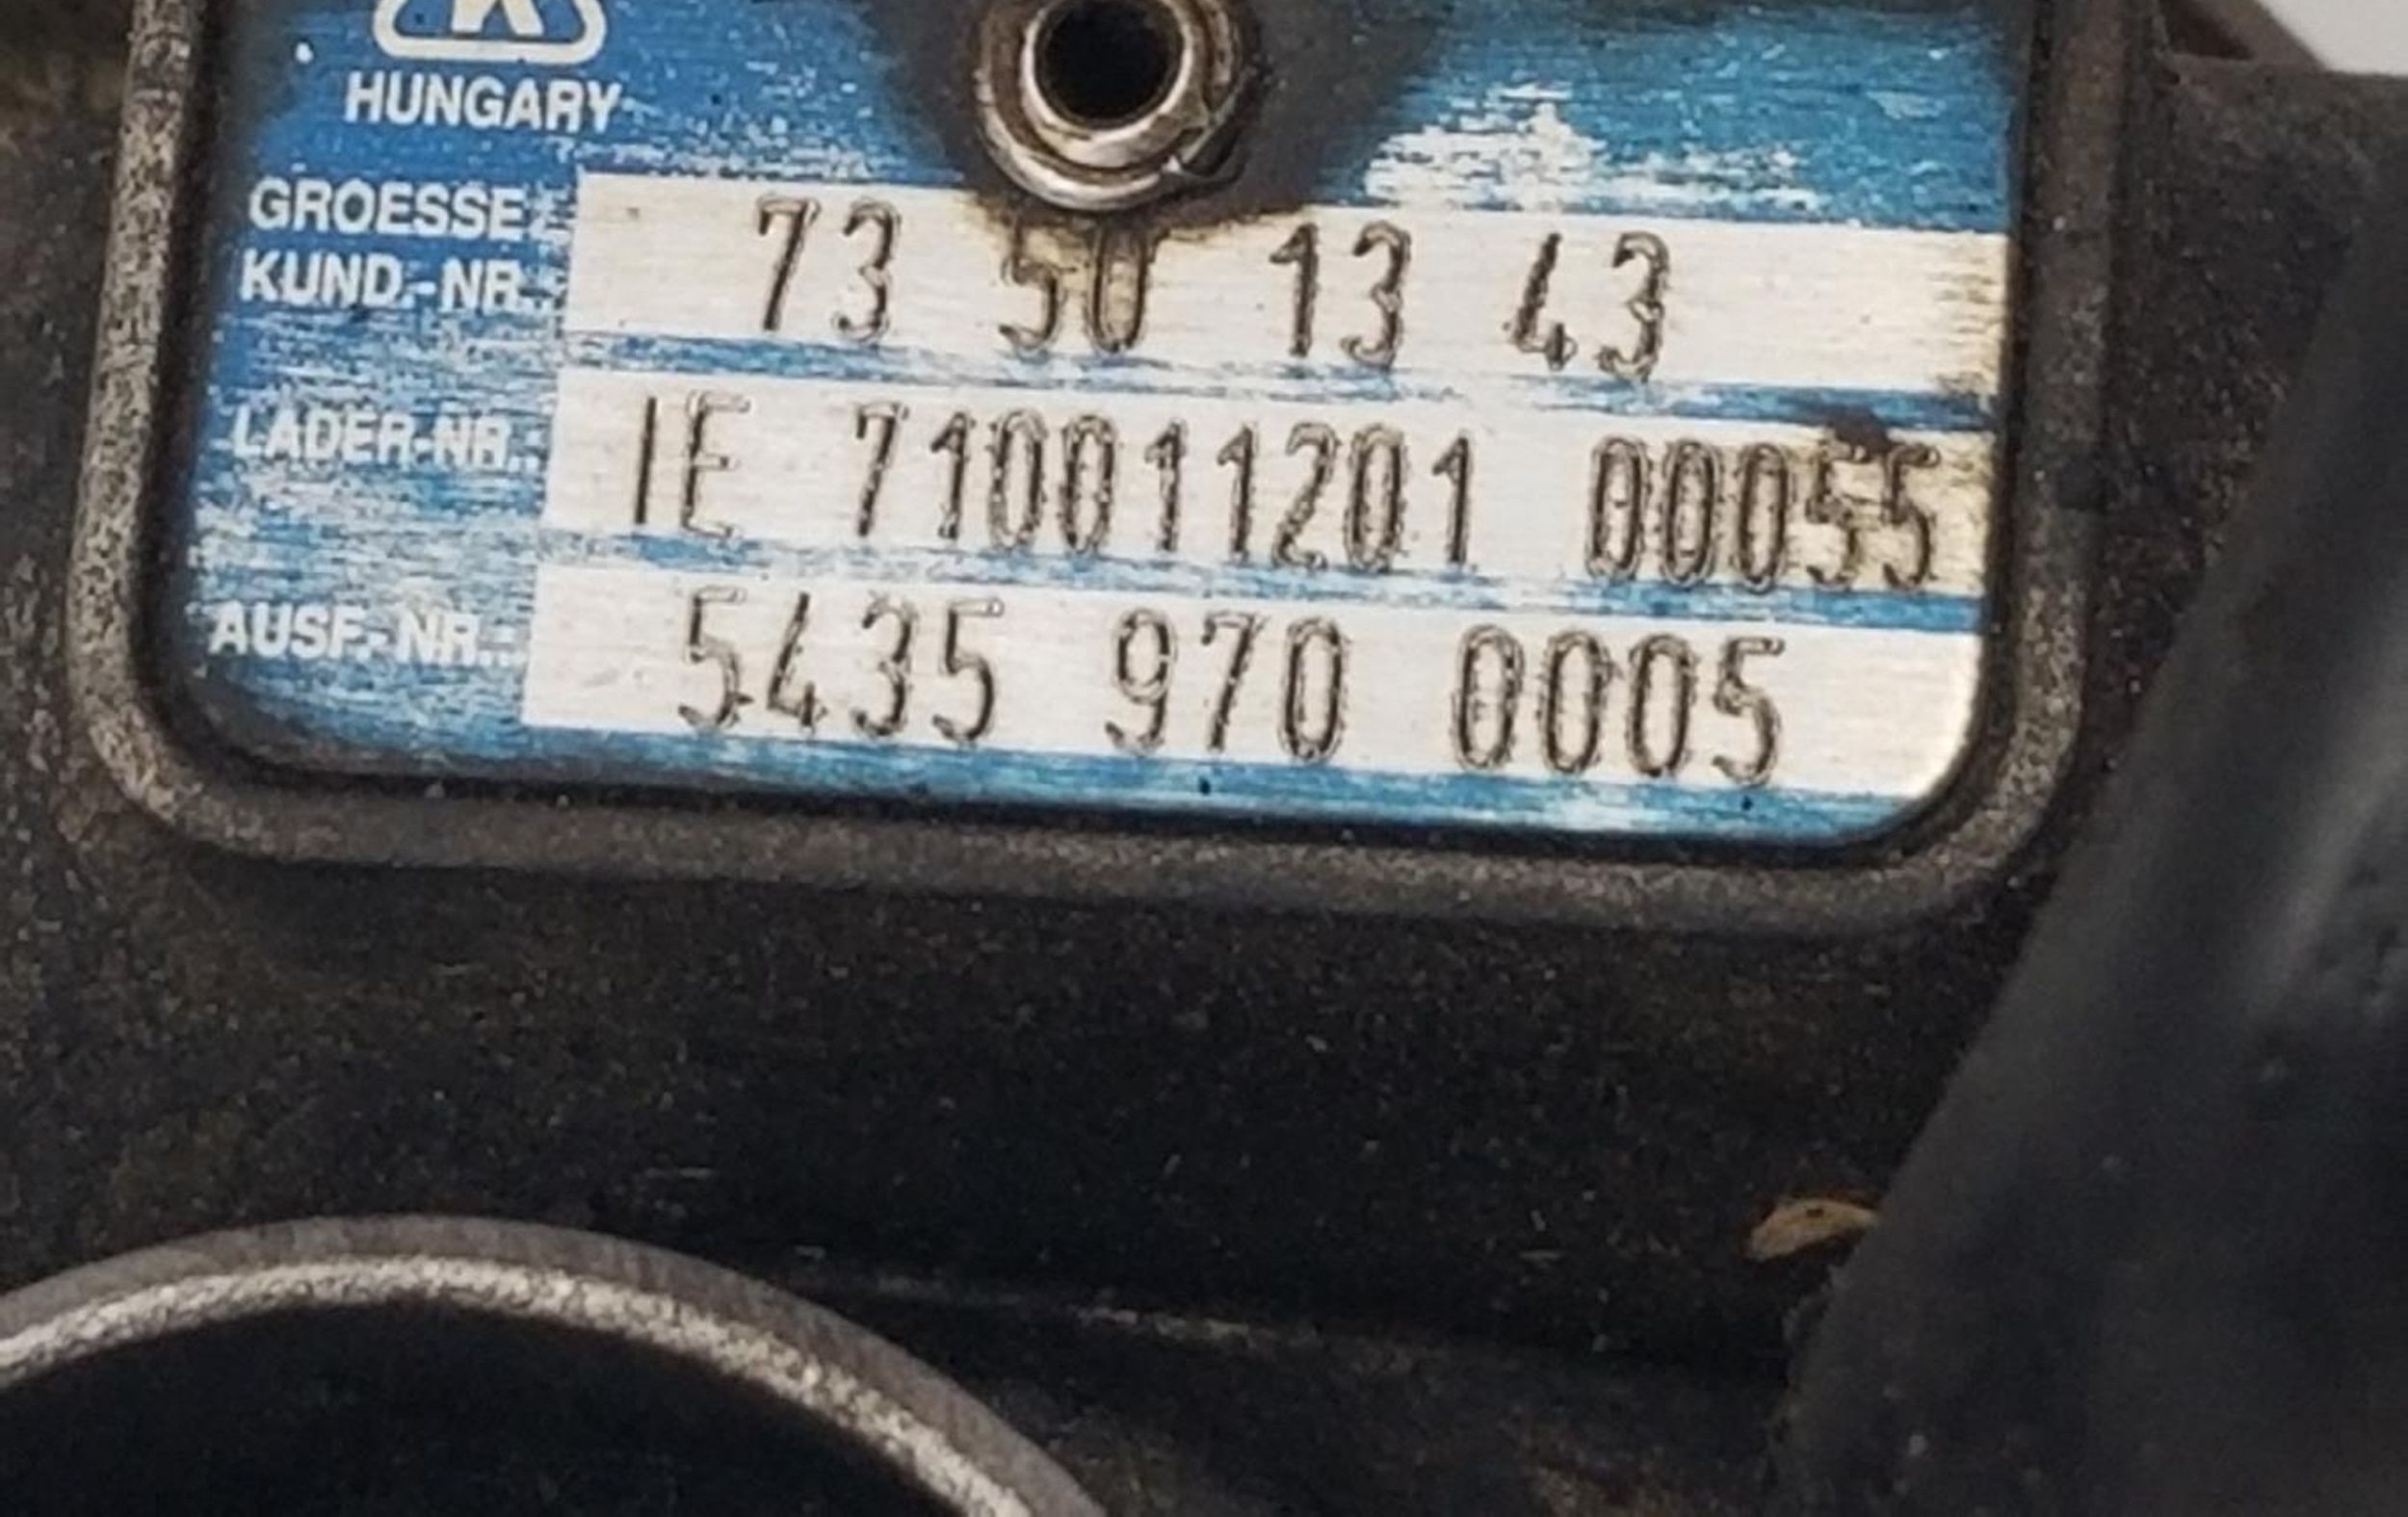 K
HUNGARY
GROESSE:
KUND.-NR.: 73 50 13 43
LADER-NR.: IE 710011201 00055
AUSF.-NR.: 5435 970 0005